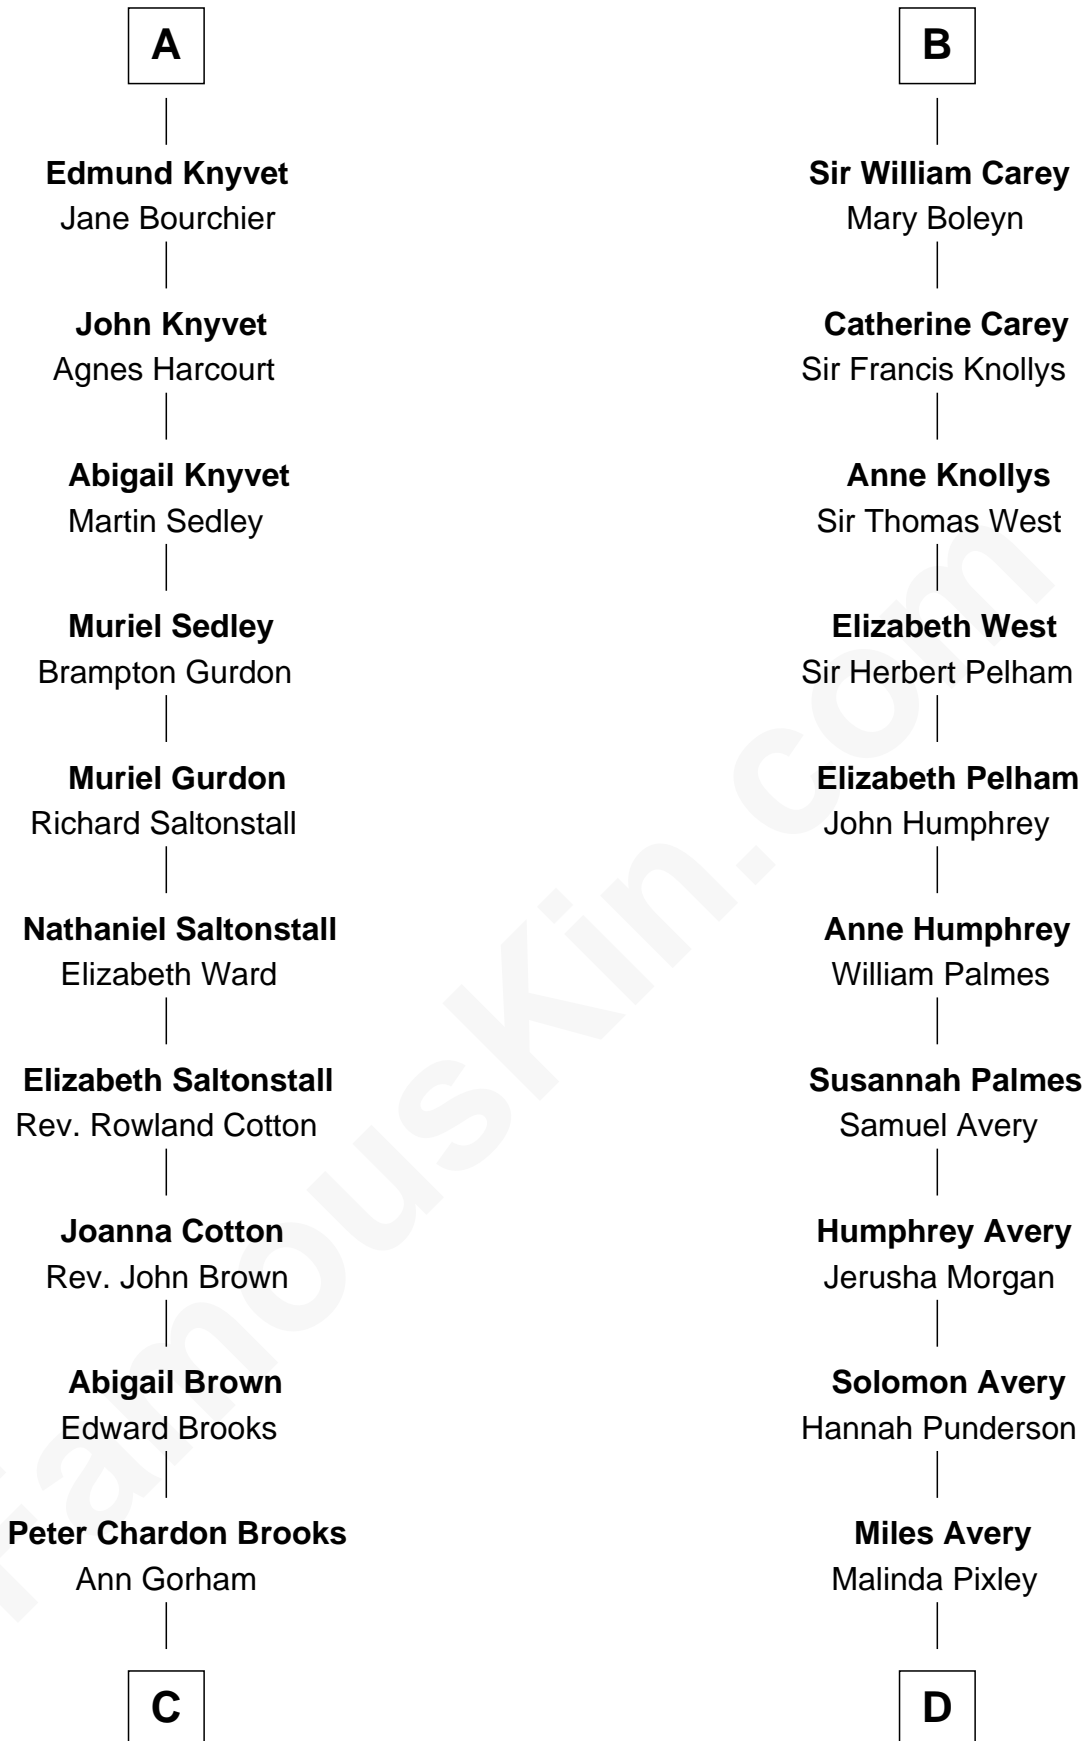 A
Edmund Knyvet
Jane Bourchier
John Knyvet
Agnes Harcourt
Abigail Knyvet
Martin Sedley
Muriel Sedley
Brampton Gurdon
Muriel Gurdon
Richard Saltonstall
Nathaniel Saltonstall
Elizabeth Ward
Elizabeth Saltonstall
Rev. Rowland Cotton
Joanna Cotton
Rev. John Brown
Abigail Brown
Edward Brooks
Peter Chardon Brooks
Ann Gorham
C
B
Sir William Carey
Mary Boleyn
Catherine Carey
Sir Francis Knollys
Anne Knollys
Sir Thomas West
Elizabeth West
Sir Herbert Pelham
Elizabeth Pelham
John Humphrey
Anne Humphrey
William Palmes
Susannah Palmes
Samuel Avery
Humphrey Avery
Jerusha Morgan
Solomon Avery
Hannah Punderson
Miles Avery
Malinda Pixley
D
FamousKin.com